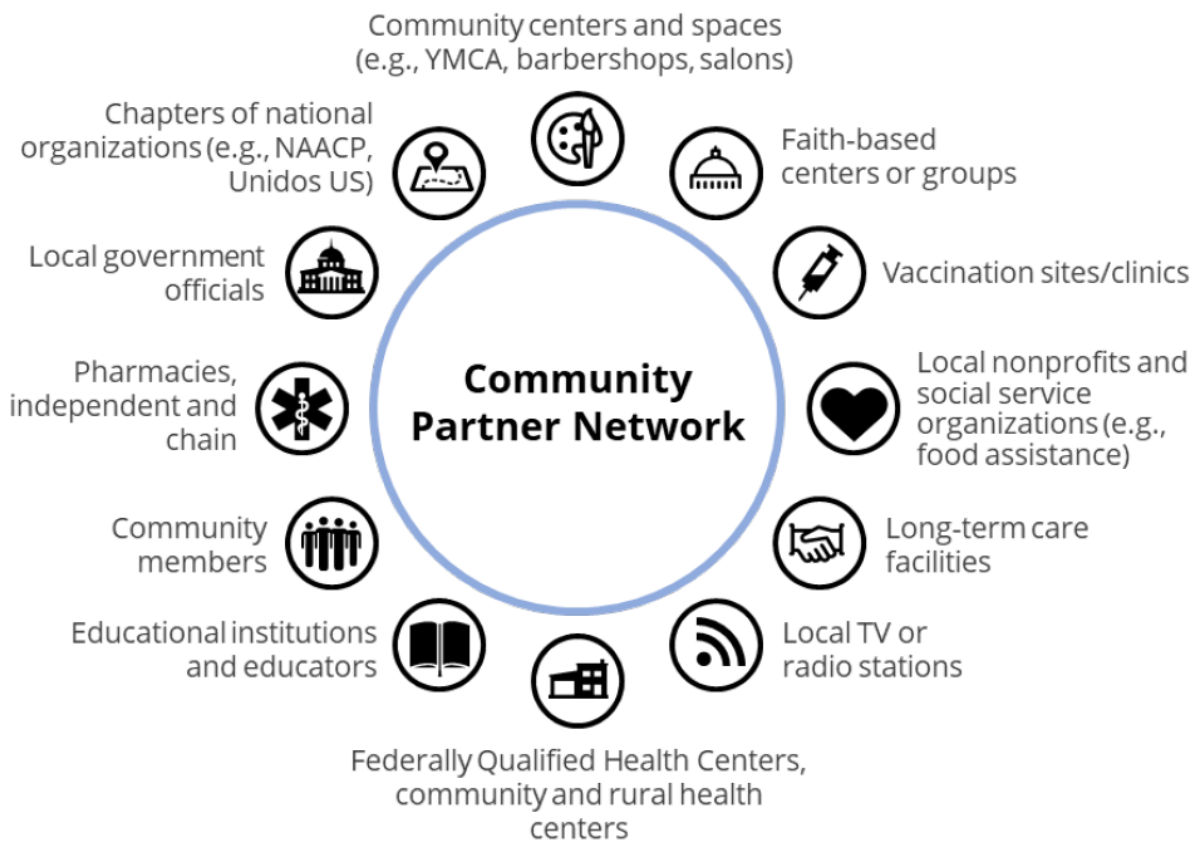 Community centers and spaces
(e.g., YMCA, barbershops, salons)
Chapters of national
organizations (e.g., NAACP,
Unidos US)
Faith-based
centers or groups
Local government
officials
Vaccination sites/clinics
Pharmacies,
independent and
chain
Community
Partner Network
Local nonprofits and
social service
organizations (e.g.,
food assistance)
Community
members
Long-term care
facilities
Educational institutions
and educators
Local TV or
radio stations
Federally Qualified Health Centers,
community and rural health
centers